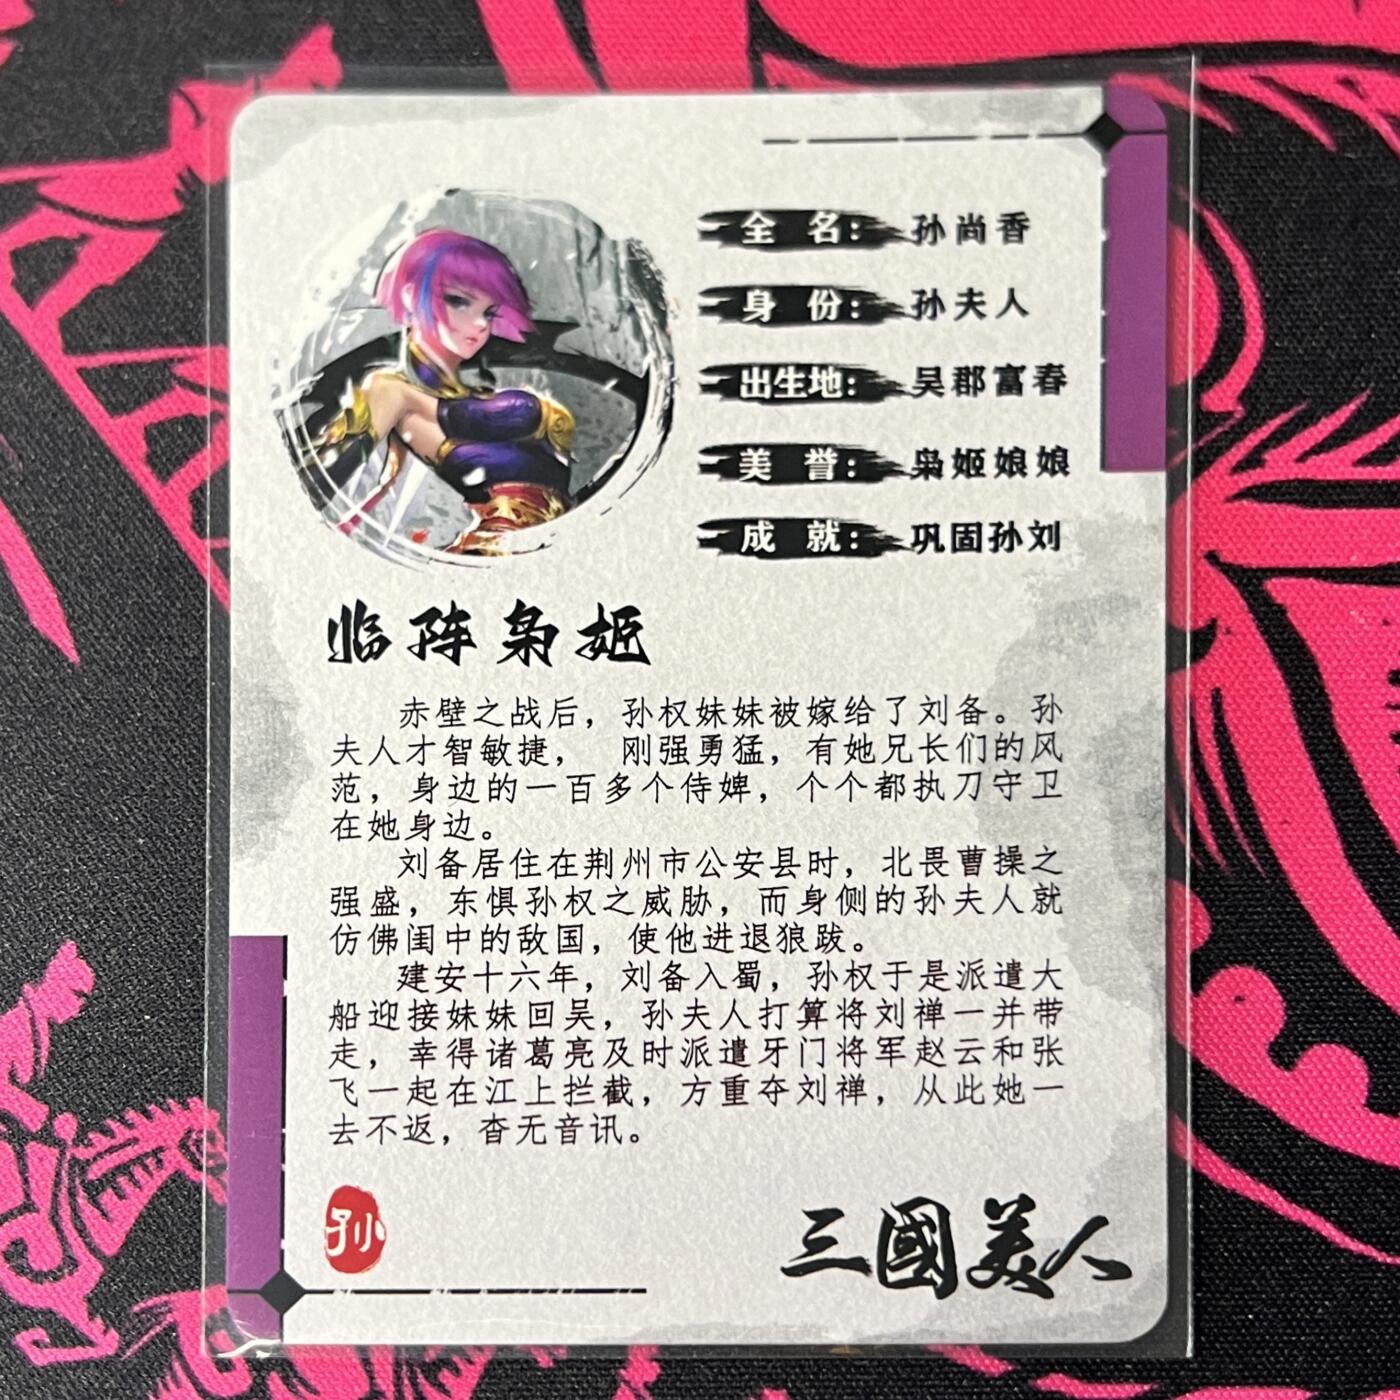 全 名：孙尚香
身 份：孙夫人
出生地：吴郡富春
美 誉：枭姬娘娘
成 就：巩固孙刘
临阵枭姬
赤壁之战后，孙权妹妹被嫁给了刘备。孙
夫人才智敏捷， 刚强勇猛，有她兄长们的风
范，身边的一百多个侍婢，个个都执刀守卫
在她身边。
刘备居住在荆州市公安县时，北畏曹操之
强盛，东惧孙权之威胁，而身侧的孙夫人就
仿佛闺中的敌国，使他进退狼跋。
建安十六年，刘备入蜀，孙权于是派遣大
船迎接妹妹回吴，孙夫人打算将刘禅一并带
走，幸得诸葛亮及时派遣牙门将军赵云和张
飞一起在江上拦截，方重夺刘禅，从此她一
去不返，杳无音讯。
孙
三國美人